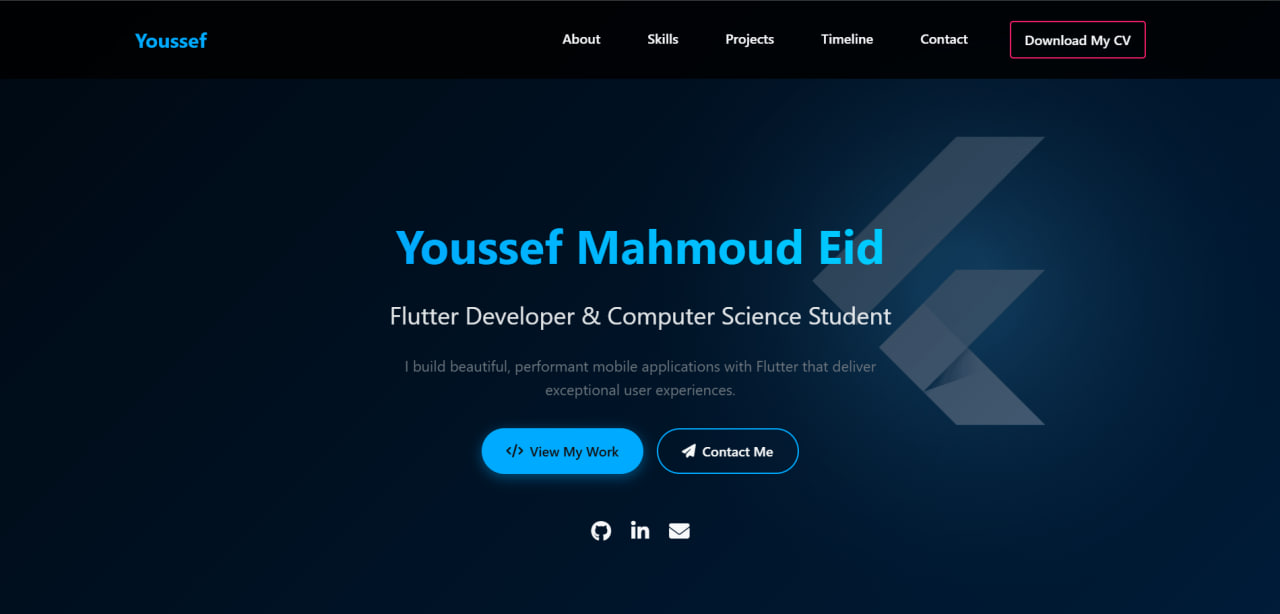 Youssef
About Skills Projects Timeline Contact Download My CV
Youssef Mahmoud Eid
Flutter Developer & Computer Science Student
I build beautiful, performant mobile applications with Flutter that deliver
exceptional user experiences.
View My Work Contact Me